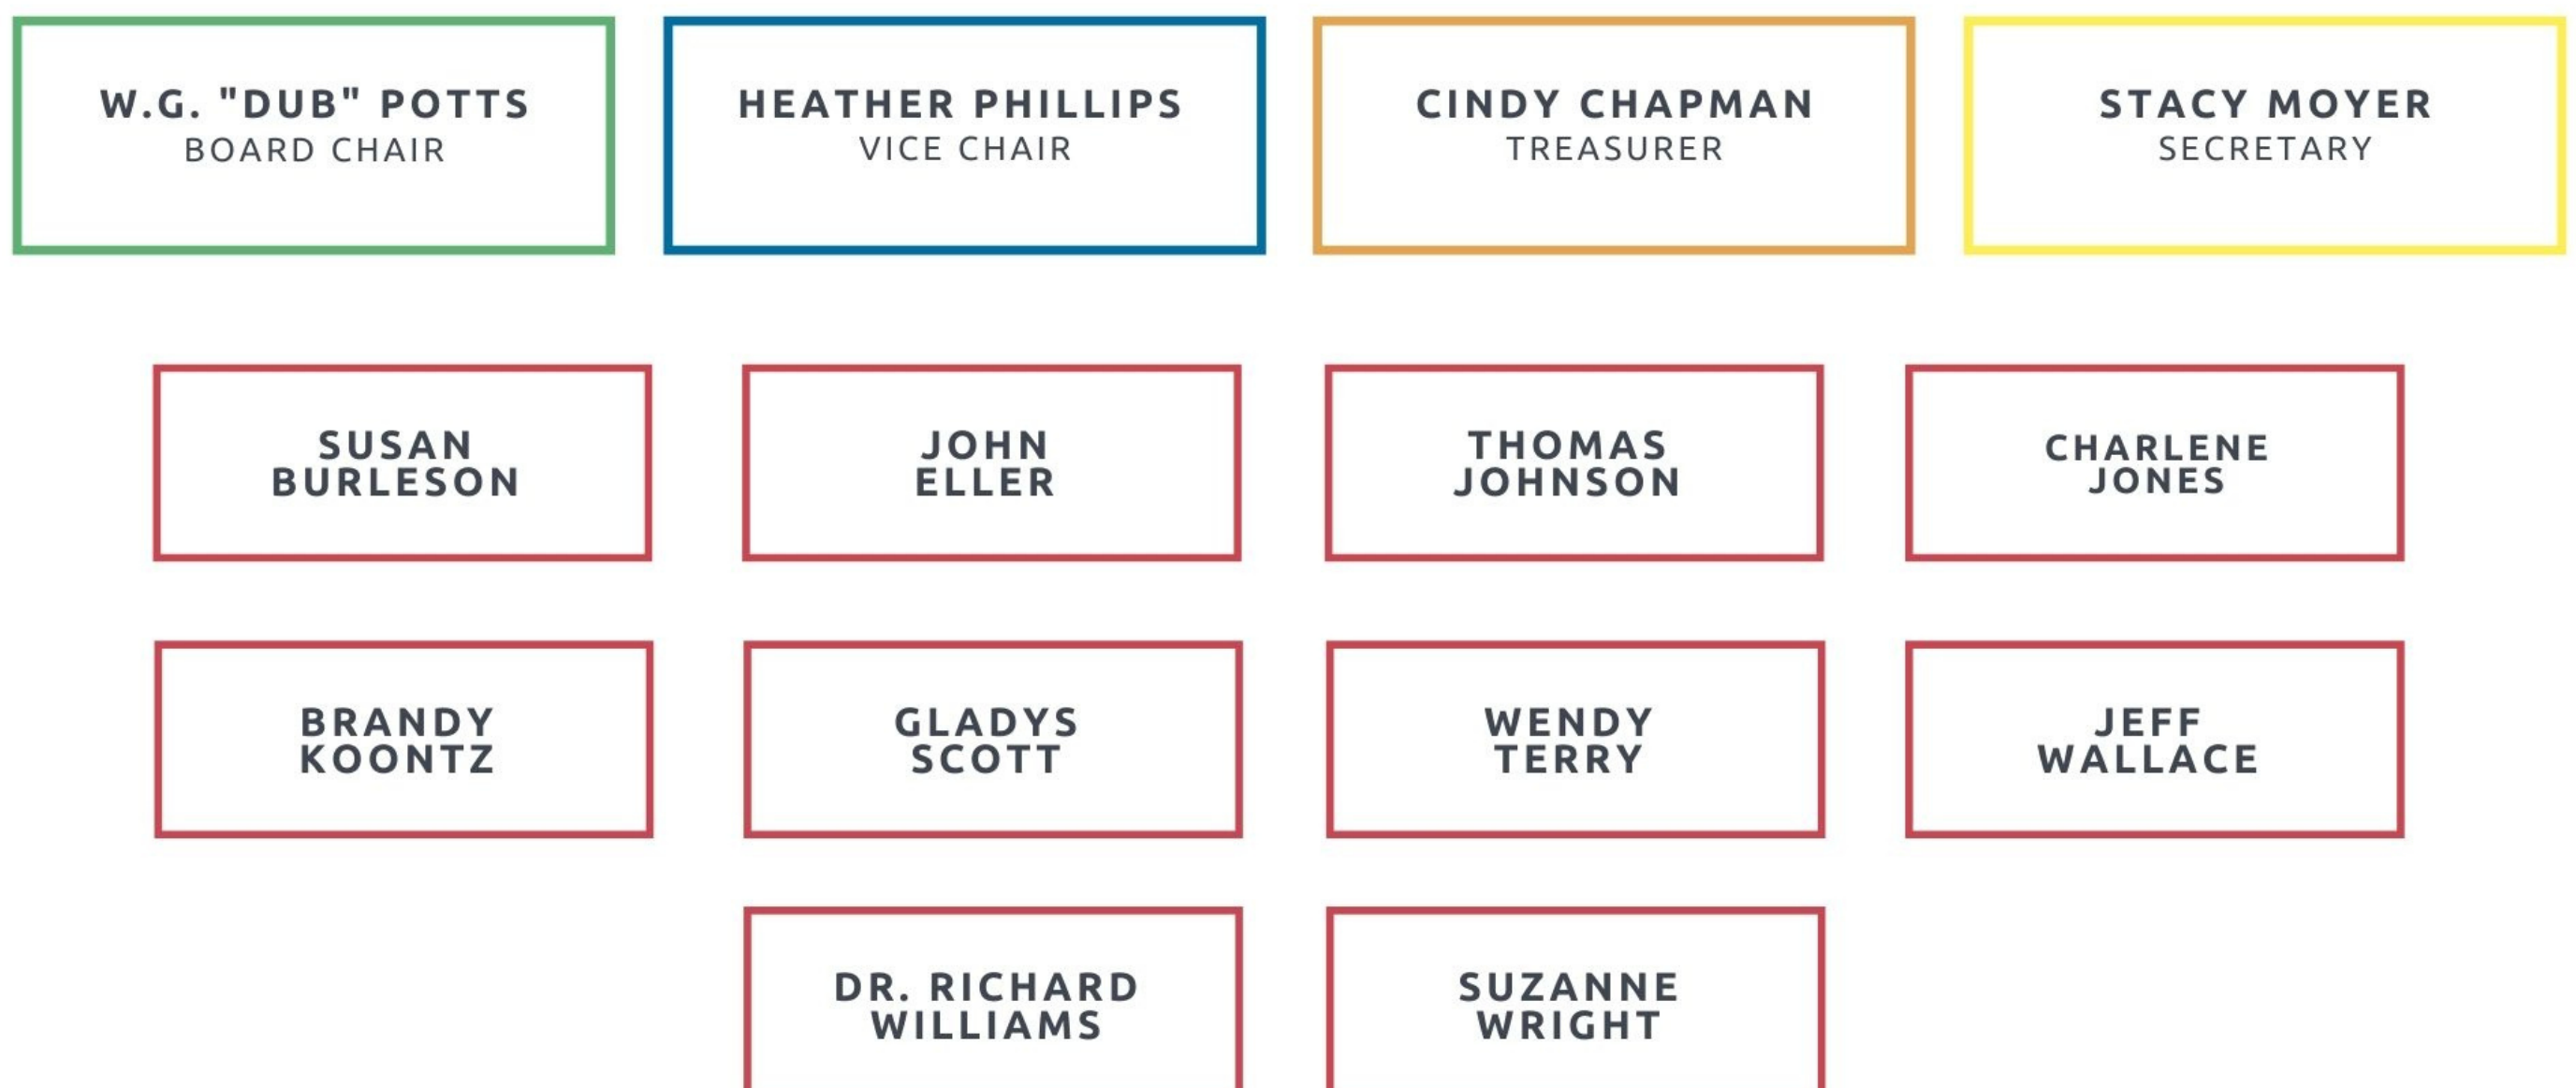 W.G. "DUB" POTTS
BOARD CHAIR
HEATHER PHILLIPS
VICE CHAIR
CINDY CHAPMAN
TREASURER
STACY MOYER
SECRETARY
SUSAN
BURLESON
JOHN
ELLER
THOMAS
JOHNSON
CHARLENE
JONES
BRANDY
KOONTZ
GLADYS
SCOTT
WENDY
TERRY
JEFF
WALLACE
DR. RICHARD
WILLIAMS
SUZANNE
WRIGHT